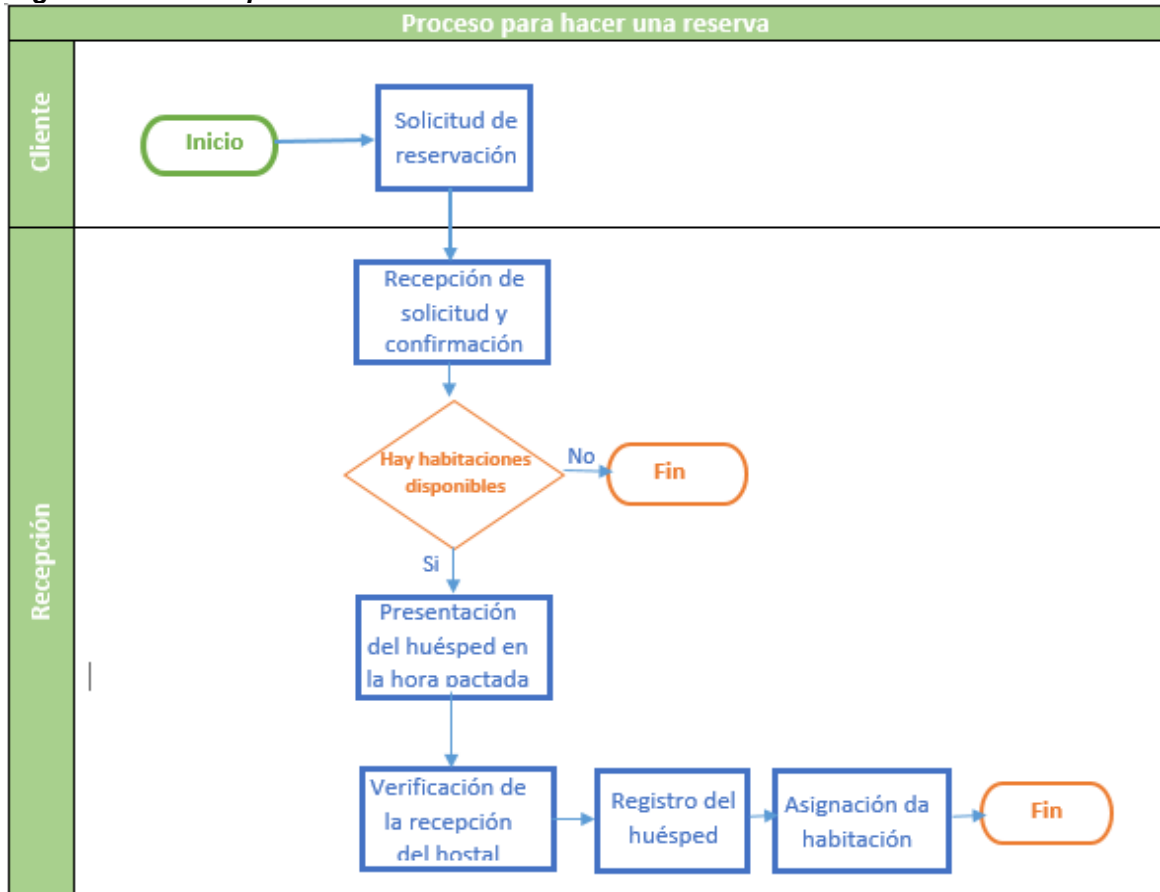 Proceso para hacer una reserva
Cliente
Inicio
Solicitud de
reservación
Recepción
Recepción de
solicitud y
confirmación
Hay habitaciones
disponibles
No
Fin
Si
Presentación
del huésped en
la hora pactada
Verificación de
la recepción
del hostal
Registro del
huésped
Asignación da
habitación
Fin